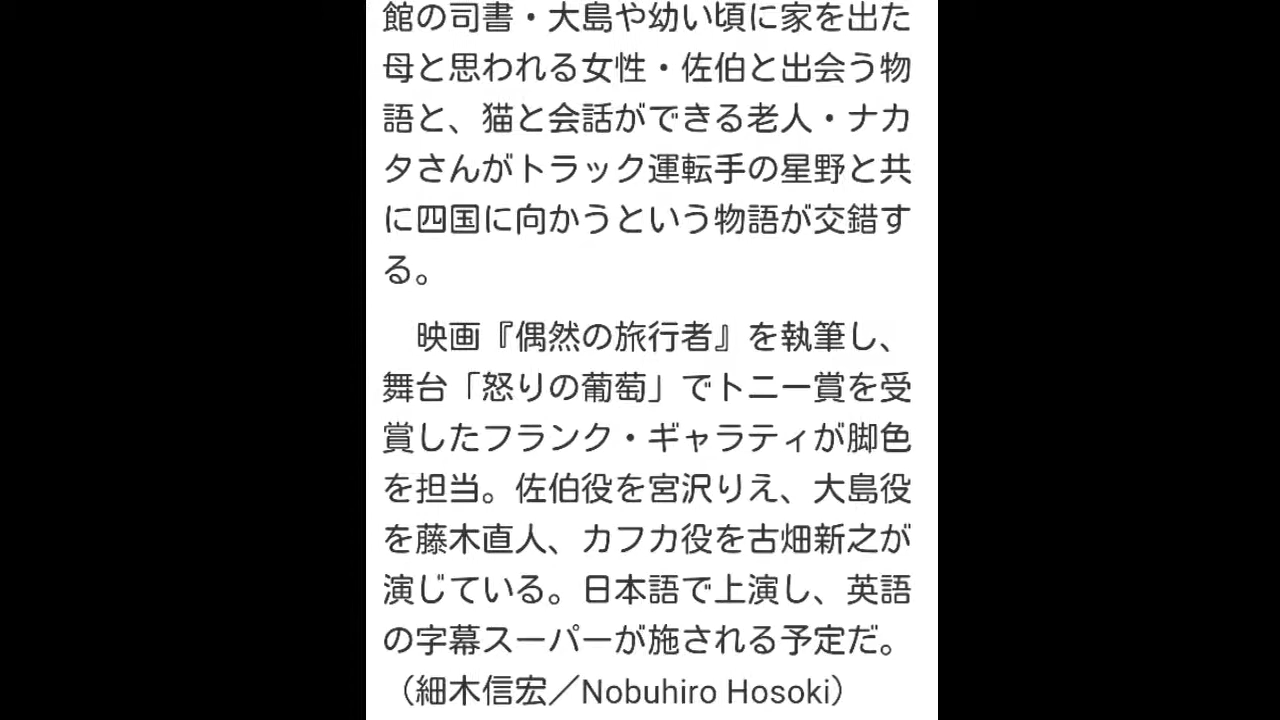 館の司書・大島や幼い頃に家を出た
母と思われる女性・佐伯と出会う物
語と、猫と会話ができる老人・ナカ
タさんがトラック運転手の星野と共
に四国に向かうという物語が交錯す
る。
　映画『偶然の旅行者』を執筆し、
舞台「怒りの葡萄」でトニー賞を受
賞したフランク・ギャラティが脚色
を担当。佐伯役を宮沢りえ、大島役
を藤木直人、カフカ役を古畑新之が
演じている。日本語で上演し、英語
の字幕スーパーが施される予定だ。
（細木信宏／Nobuhiro Hosoki）